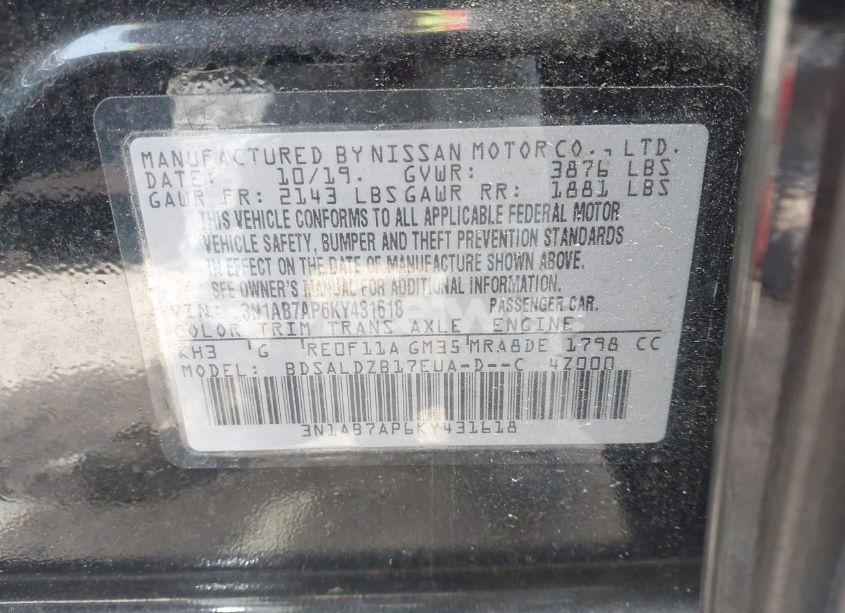 MANUFACTURED BY NISSAN MOTOR CO., LTD.
DATE: 10/19. GVWR: 3876 LBS
GAWR FR: 2143 LBS GAWR RR: 1881 LBS
THIS VEHICLE CONFORMS TO ALL APPLICABLE FEDERAL MOTOR
VEHICLE SAFETY, BUMPER AND THEFT PREVENTION STANDARDS
IN EFFECT ON THE DATE OF MANUFACTURE SHOWN ABOVE.
SEE OWNER'S MANUAL FOR ADDITIONAL INFORMATION.
VIN: 3N1AB7AP6KY431618 PASSENGER CAR.
COLOR TRIM TRANS AXLE ENGINE
KH3 G RE0F11A GM35 MRA8DE 1798 CC
MODEL: BDSALDZB17EUA-D--C 4Z000
3N1AB7AP6KY431618